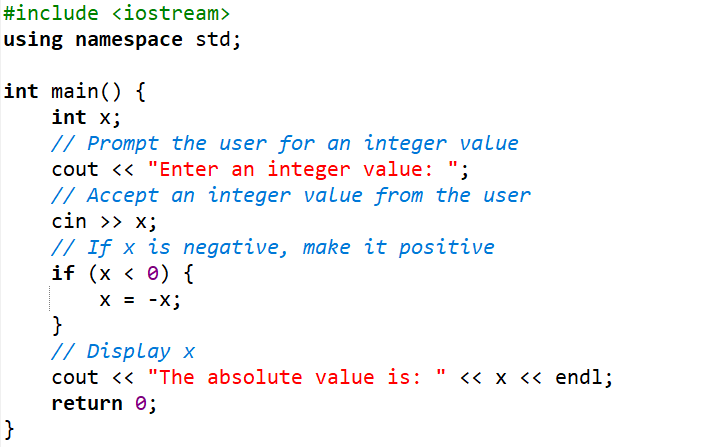 #include <iostream>
using namespace std;

int main() {
    int x;
    // Prompt the user for an integer value
    cout << "Enter an integer value: ";
    // Accept an integer value from the user
    cin >> x;
    // If x is negative, make it positive
    if (x < 0) {
        x = -x;
    }
    // Display x
    cout << "The absolute value is: " << x << endl;
    return 0;
}